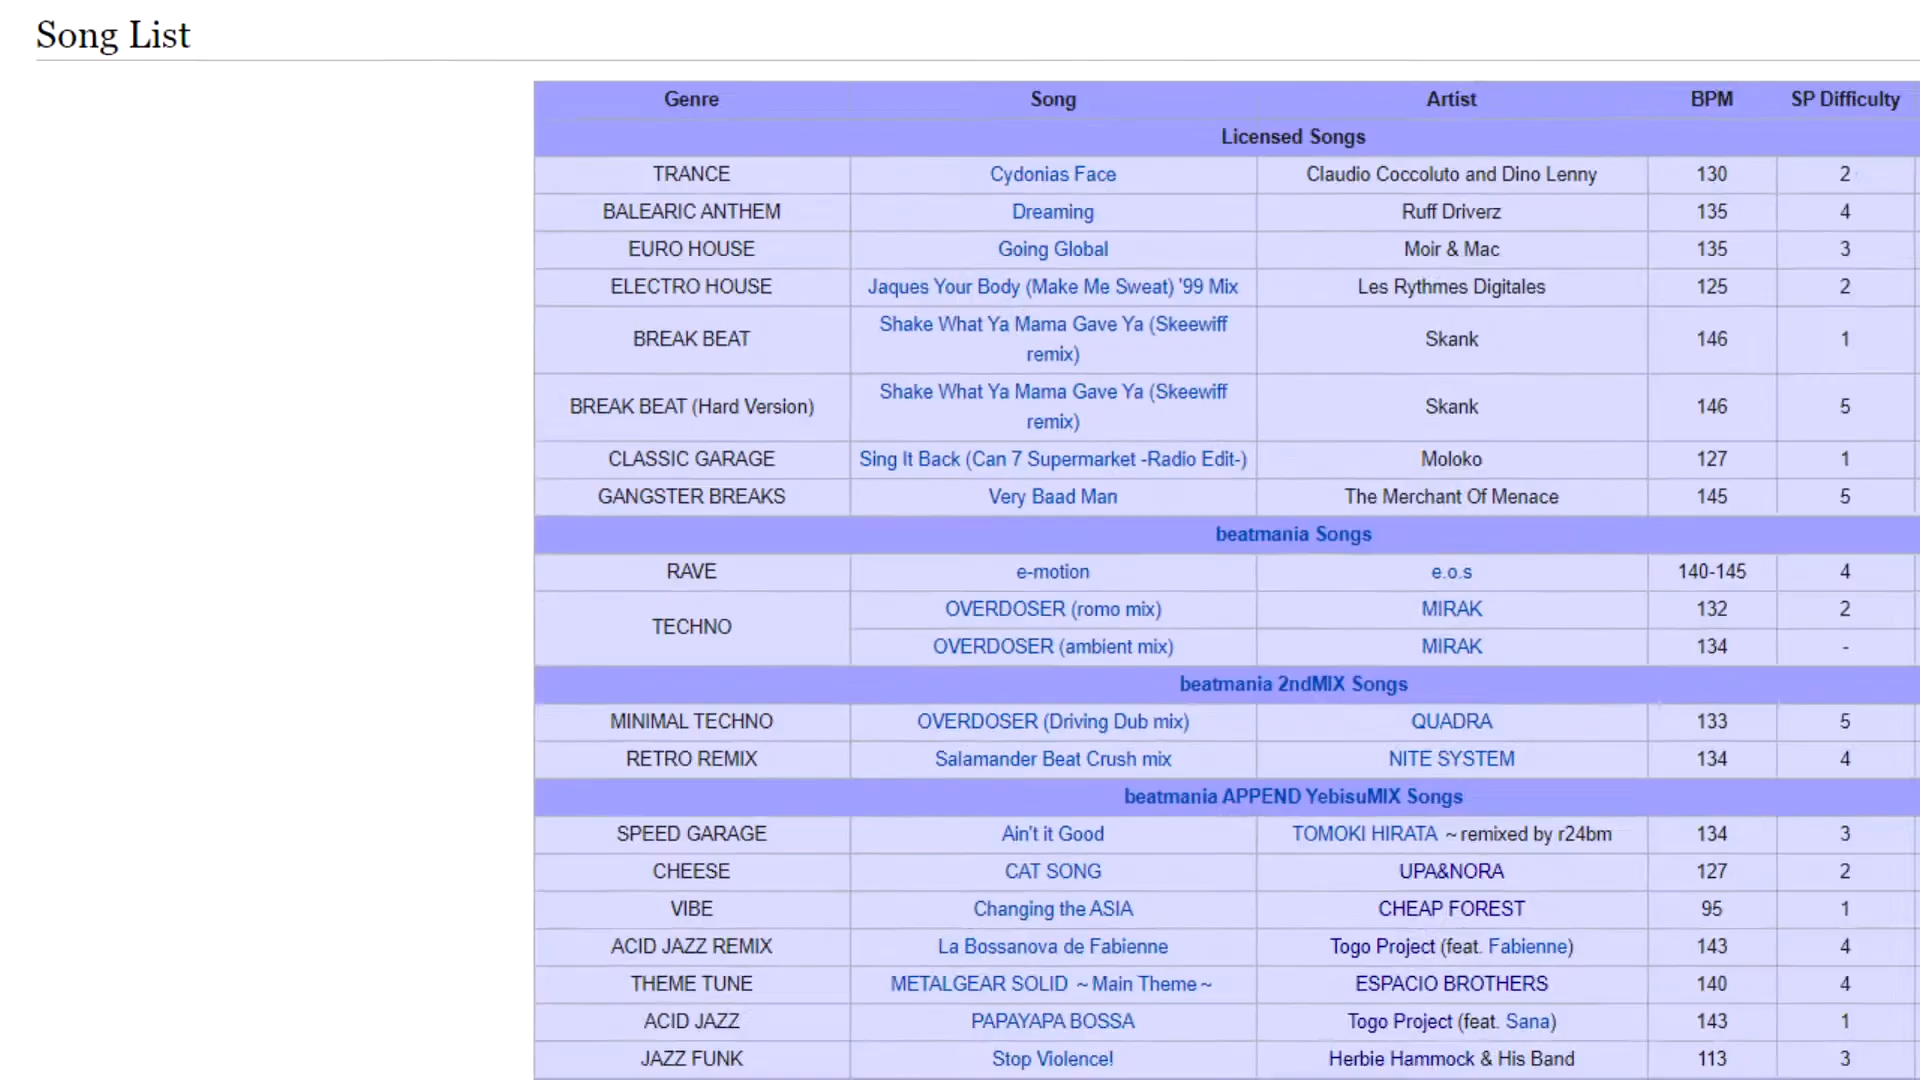 Song List
Genre Song Artist BPM SP Difficulty
Licensed Songs
TRANCE Cydonias Face Claudio Coccoluto and Dino Lenny 130 2
BALEARIC ANTHEM Dreaming Ruff Driverz 135 4
EURO HOUSE Going Global Moir & Mac 135 3
ELECTRO HOUSE Jaques Your Body (Make Me Sweat) '99 Mix Les Rythmes Digitales 125 2
BREAK BEAT Shake What Ya Mama Gave Ya (Skeewiff
remix) Skank 146 1
BREAK BEAT (Hard Version) Shake What Ya Mama Gave Ya (Skeewiff
remix) Skank 146 5
CLASSIC GARAGE Sing It Back (Can 7 Supermarket -Radio Edit-) Moloko 127 1
GANGSTER BREAKS Very Baad Man The Merchant Of Menace 145 5
beatmania Songs
RAVE e-motion e.o.s 140-145 4
TECHNO OVERDOSER (romo mix) MIRAK 132 2
OVERDOSER (ambient mix) MIRAK 134 -
beatmania 2ndMIX Songs
MINIMAL TECHNO OVERDOSER (Driving Dub mix) QUADRA 133 5
RETRO REMIX Salamander Beat Crush mix NITE SYSTEM 134 4
beatmania APPEND YebisuMIX Songs
SPEED GARAGE Ain't it Good TOMOKI HIRATA ~ remixed by r24bm 134 3
CHEESE CAT SONG UPA&NORA 127 2
VIBE Changing the ASIA CHEAP FOREST 95 1
ACID JAZZ REMIX La Bossanova de Fabienne Togo Project (feat. Fabienne) 143 4
THEME TUNE METALGEAR SOLID ~ Main Theme ~ ESPACIO BROTHERS 140 4
ACID JAZZ PAPAYAPA BOSSA Togo Project (feat. Sana) 143 1
JAZZ FUNK Stop Violence! Herbie Hammock & His Band 113 3